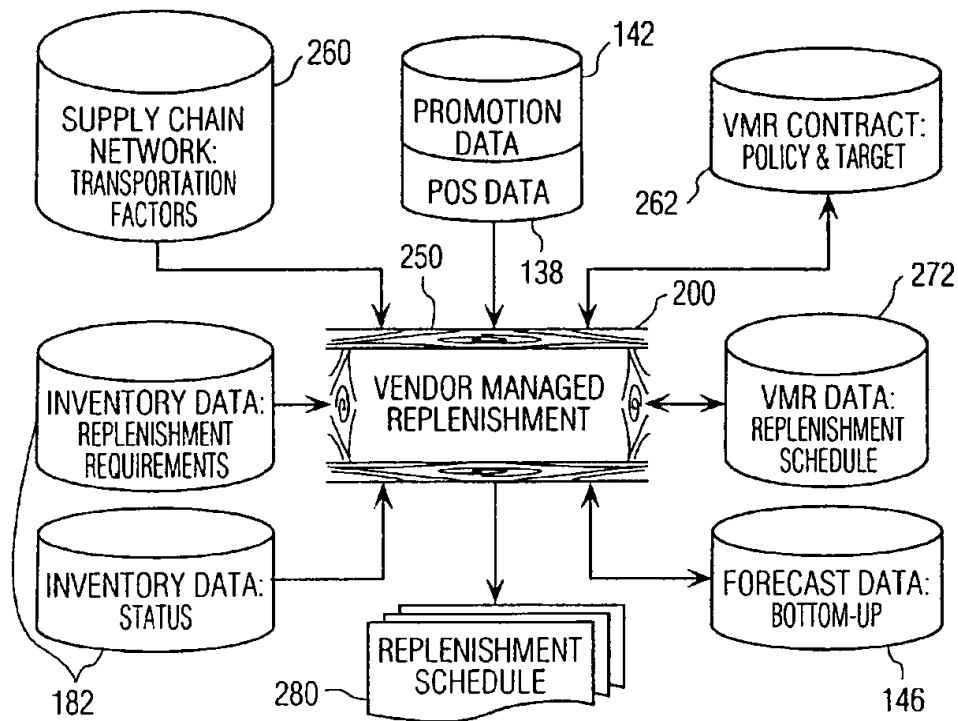 260
SUPPLY CHAIN
NETWORK:
TRANSPORTATION
FACTORS
142
PROMOTION
DATA
POS DATA
138
VMR CONTRACT:
POLICY & TARGET
262
250
200
272
INVENTORY DATA:
REPLENISHMENT
REQUIREMENTS
VENDOR MANAGED
REPLENISHMENT
VMR DATA:
REPLENISHMENT
SCHEDULE
INVENTORY DATA:
STATUS
182
REPLENISHMENT
SCHEDULE
280
FORECAST DATA:
BOTTOM-UP
146